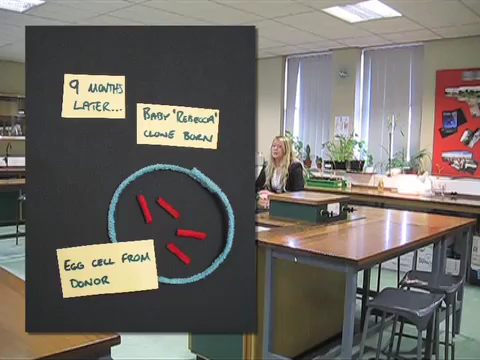 9 MONTHS
LATER...
BABY "REBECCA"
CLONE BORN
EGG CELL FROM
DONOR